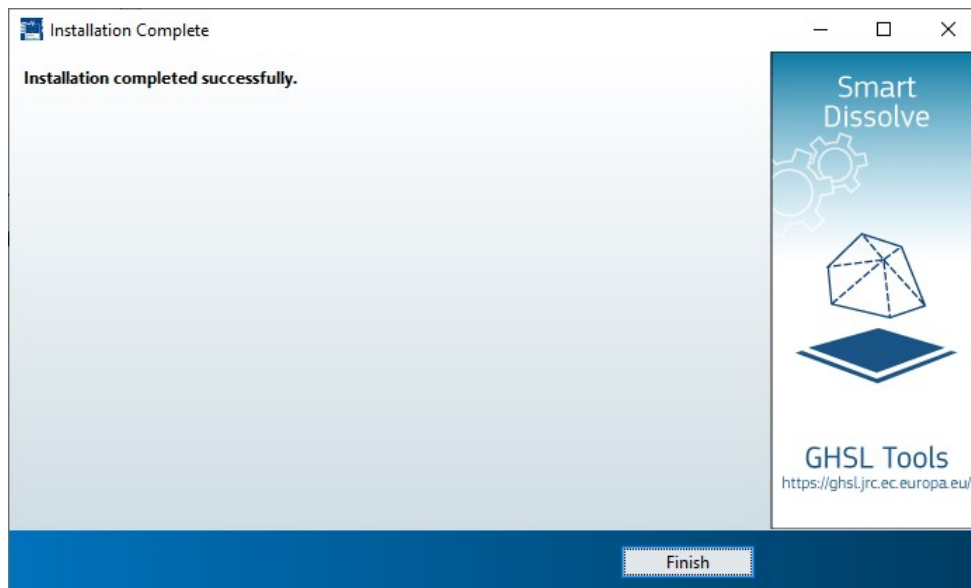 Installation Complete
Installation completed successfully.
Smart
Dissolve
GHSL Tools
https://ghsl.jrc.ec.europa.eu/
Finish